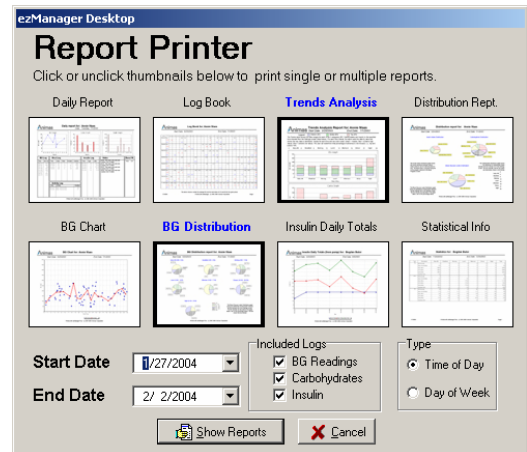 ezManager Desktop
Report Printer
Click or unclick thumbnails below to print single or multiple reports.
Daily Report
Log Book
Trends Analysis
Distribution Rept.
BG Chart
BG Distribution
Insulin Daily Totals
Statistical Info
Start Date
1/27/2004
End Date
2/ 2/2004
Included Logs
BG Readings
Carbohydrates
Insulin
Type
Time of Day
Day of Week
Show Reports
Cancel